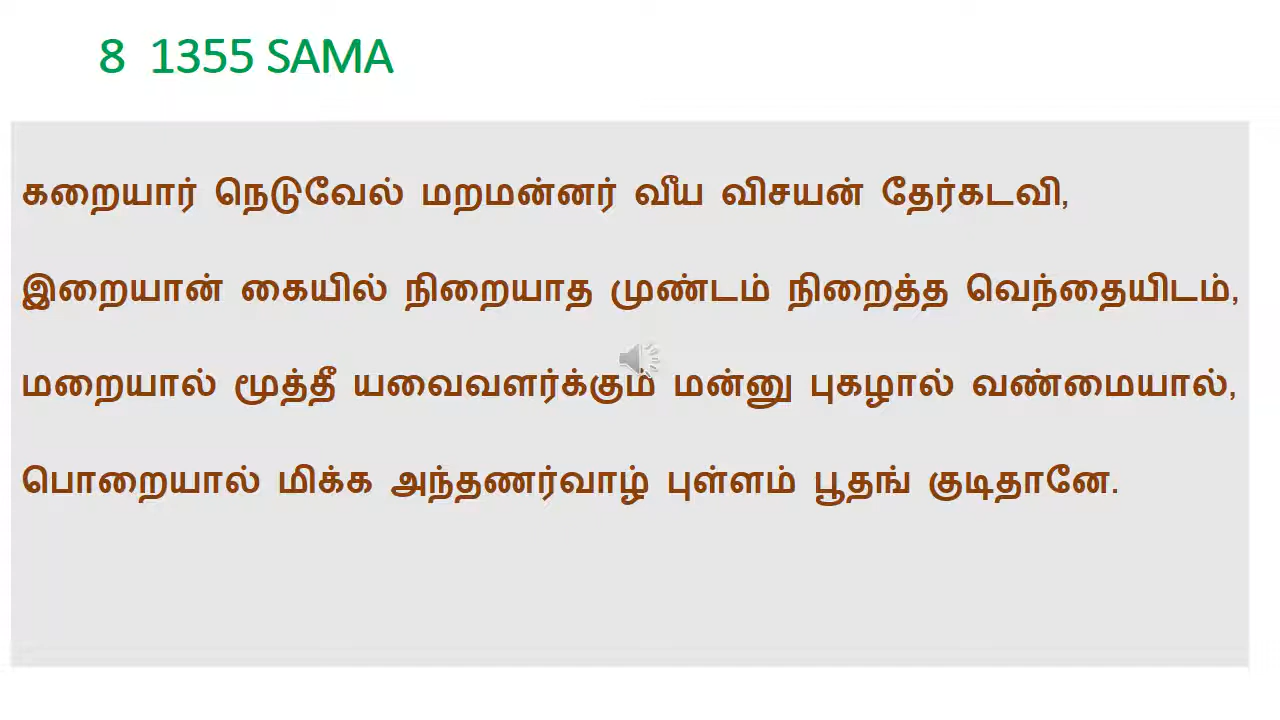 8 1355 SAMA
கறையார் நெடுவேல் மறமன்னர் வீய விசயன் தேர்கடவி,
இறையான் கையில் நிறையாத முண்டம் நிறைத்த வெந்தையிடம்,
மறையால் மூத்தீ யவைவளர்க்கும் மன்னு புகழால் வண்மையால்,
பொறையால் மிக்க அந்தணர்வாழ் புள்ளம் பூதங் குடிதானே.